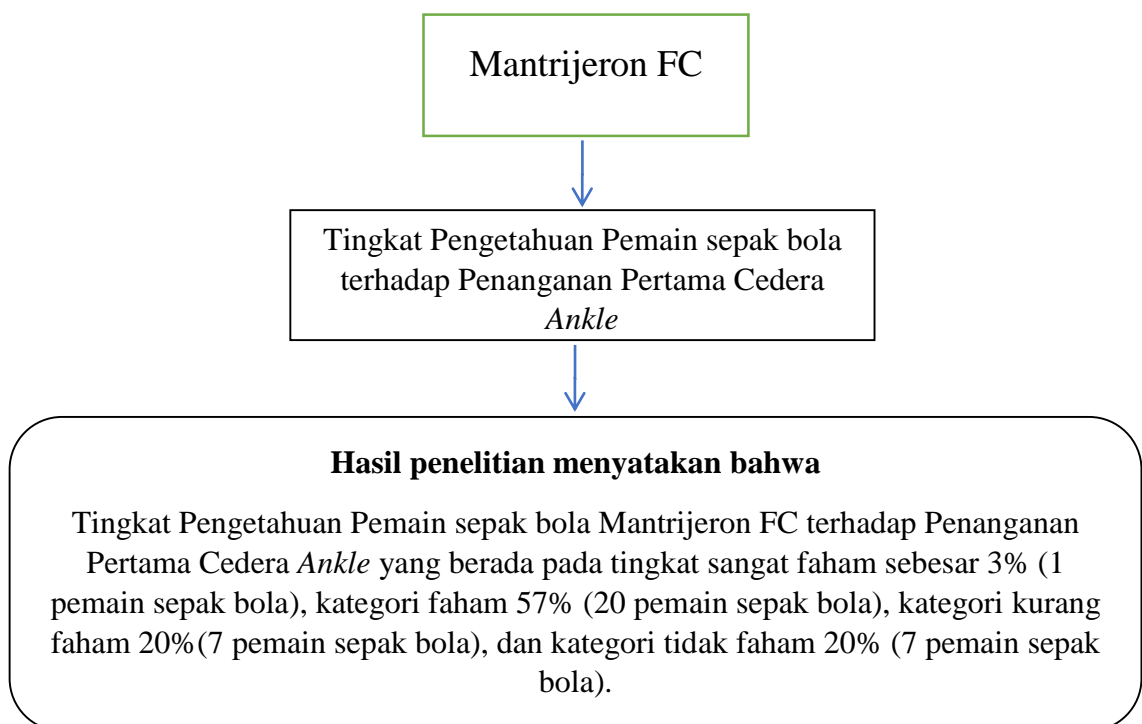 Mantrijeron FC
Tingkat Pengetahuan Pemain sepak bola
terhadap Penanganan Pertama Cedera
Ankle
Hasil penelitian menyatakan bahwa
Tingkat Pengetahuan Pemain sepak bola Mantrijeron FC terhadap Penanganan
Pertama Cedera Ankle yang berada pada tingkat sangat faham sebesar 3% (1
pemain sepak bola), kategori faham 57% (20 pemain sepak bola), kategori kurang
faham 20%(7 pemain sepak bola), dan kategori tidak faham 20% (7 pemain sepak
bola).